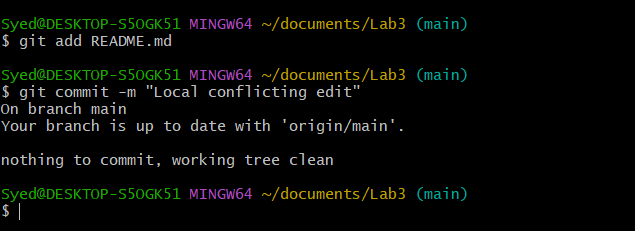 Syed@DESKTOP-S5OGK51 MINGW64 ~/documents/Lab3 (main)
$ git add README.md
Syed@DESKTOP-S5OGK51 MINGW64 ~/documents/Lab3 (main)
$ git commit -m "Local conflicting edit"
On branch main
Your branch is up to date with 'origin/main'.
nothing to commit, working tree clean
Syed@DESKTOP-S5OGK51 MINGW64 ~/documents/Lab3 (main)
$